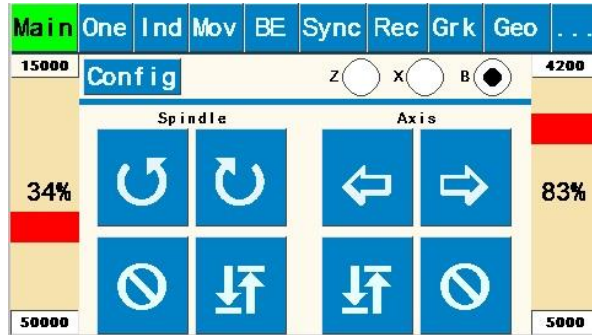 Main One Ind Mov BE Sync Rec Grk Geo ...
15000 Config Z X B 4200
Spindle Axis
34% 83%
50000 5000